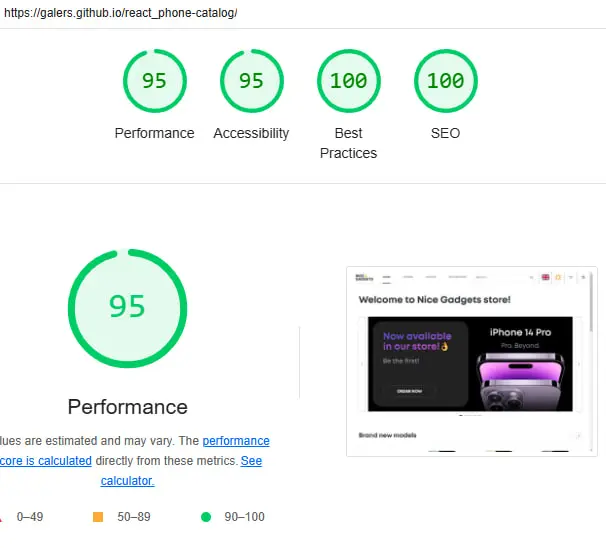 https://galers.github.io/react_phone-catalog/
95
95
100
100
Performance
Accessibility
Best
Practices
SEO
95
Performance
lues are estimated and may vary. The performance
core is calculated directly from these metrics. See
calculator.
0–49
50–89
90–100
NICE
GADGETS
Welcome to Nice Gadgets store!
Now available
in our store!👌
Be the first!
ORDER NOW
iPhone 14 Pro
Pro. Beyond.
Brand new models